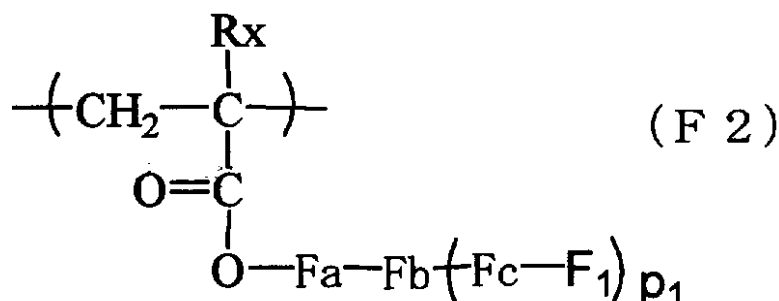 Rx
—(CH₂—C)— (F 2)
O=C
O—Fa—Fb(Fc—F₁)p₁